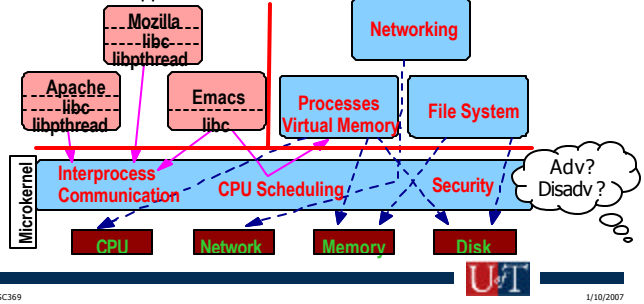 Mozilla
libc
libpthread
Networking
Apache
libc
libpthread
Emacs
libc
Processes
Virtual Memory
File System
Microkernel
Interprocess
Communication
CPU Scheduling
Security
Adv?
Disadv ?
CPU
Network
Memory
Disk
U of T
SC369
1/10/2007